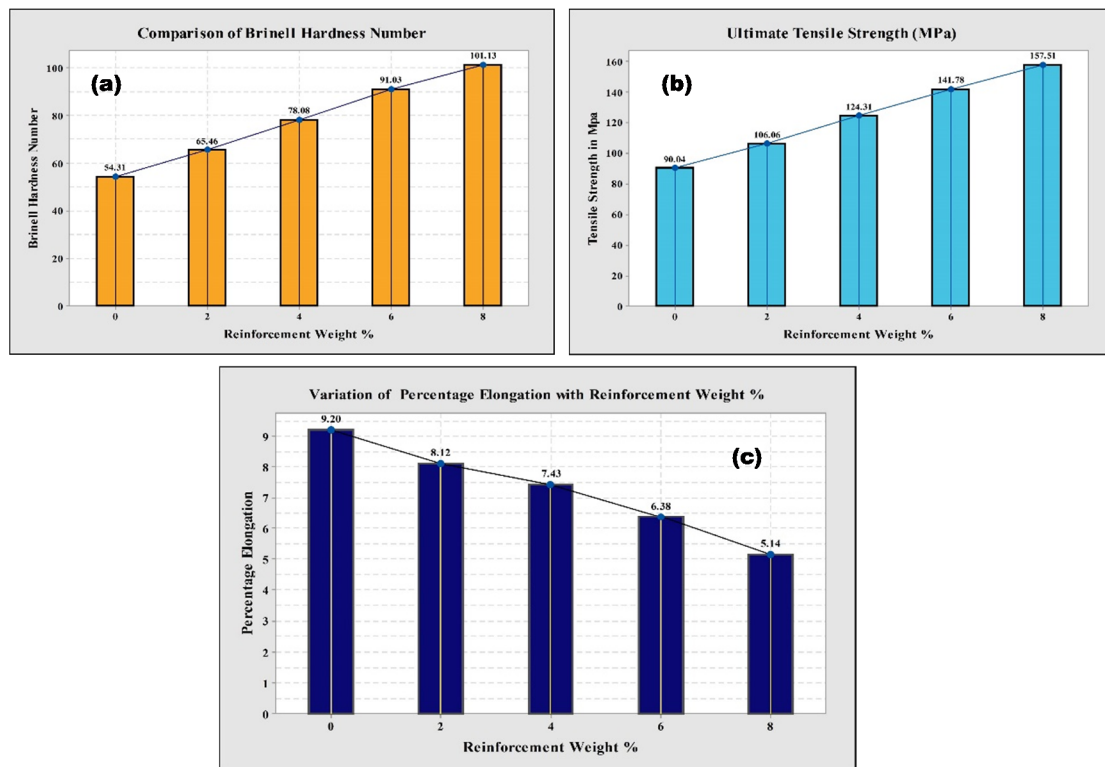 Comparison of Brinell Hardness Number
(a)
Brinell Hardness Number
100
80
60
40
20
0
54.31
65.46
78.08
91.03
101.13
0 2 4 6 8
Reinforcement Weight %
Ultimate Tensile Strength (MPa)
(b)
Tensile Strength in Mpa
160
140
120
100
80
60
40
20
0
90.04
106.06
124.31
141.78
157.51
0 2 4 6 8
Reinforcement Weight %
Variation of Percentage Elongation with Reinforcement Weight %
(c)
Percentage Elongation
9
8
7
6
5
4
3
2
1
0
9.20
8.12
7.43
6.38
5.14
0 2 4 6 8
Reinforcement Weight %